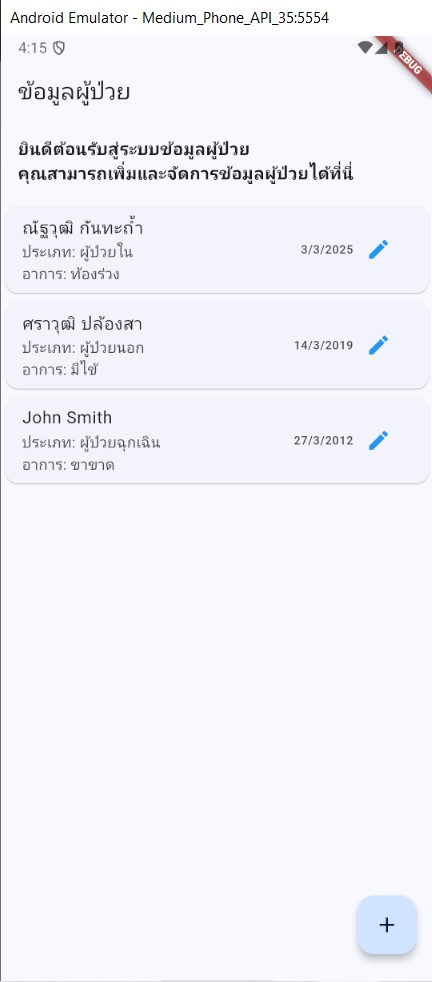 Android Emulator - Medium_Phone_API_35:5554
4:15
DEBUG
ข้อมูลผู้ป่วย
ยินดีต้อนรับสู่ระบบข้อมูลผู้ป่วย
คุณสามารถเพิ่มและจัดการข้อมูลผู้ป่วยได้ที่นี่
ณัฐวุฒิ กันทะถ้ำ
ประเภท: ผู้ป่วยใน
อาการ: ท้องร่วง
3/3/2025
ศราวุฒิ ปล้องสา
ประเภท: ผู้ป่วยนอก
อาการ: มีไข้
14/3/2019
John Smith
ประเภท: ผู้ป่วยฉุกเฉิน
อาการ: ขาขาด
27/3/2012
+